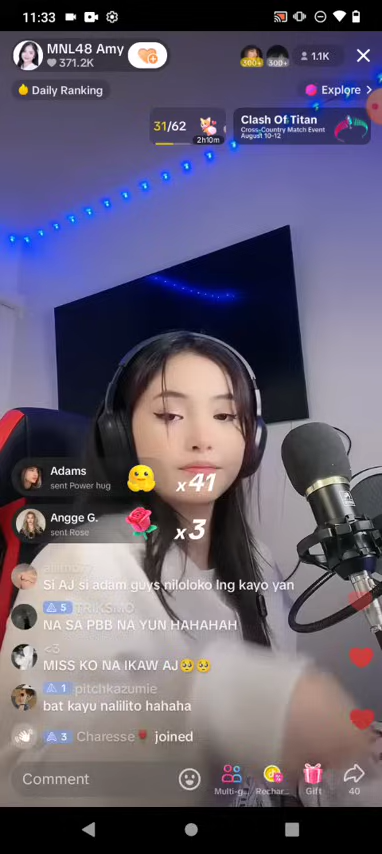 11:33
MNL48 Amy
371.2K
300+
300+
1.1K
Daily Ranking
Explore
31/62
2h10m
Clash Of Titan
Cross-Country Match Event
August 10-12
Adams
sent Power hug
x41
Angge G.
sent Rose
x3
Si AJ si adam guys niloloko lng kayo yan
5 TRIKSMO
NA SA PBB NA YUN HAHAHAH
MISS KO NA IKAW AJ🥺🥺
1 pitchkazumie
bat kayu nalilito hahaha
3 Charesse🌹 joined
Comment
Multi-g...
Rechar...
Gift
40